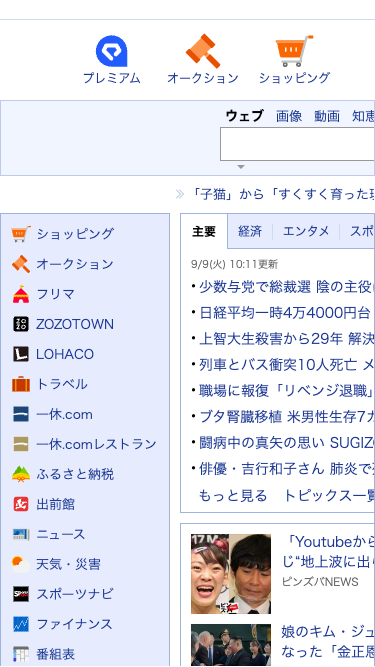 プレミアム オークション ショッピング
ウェブ 画像 動画 知恵
「子猫」から「すくすく育った
ショッピング
オークション
フリマ
ZOZOTOWN
LOHACO
トラベル
一休.com
一休.comレストラン
ふるさと納税
出前館
ニュース
天気・災害
スポーツナビ
ファイナンス
番組表
主要 経済 エンタメ スポ
9/9(火) 10:11更新
少数与党で総裁選 陰の主役
日経平均一時4万4000円台
上智大生殺害から29年 解決
列車とバス衝突10人死亡 メ
職場に報復「リベンジ退職」
ブタ腎臓移植 米男性生存7カ
闘病中の真矢の思い SUGIZO
俳優・吉行和子さん 肺炎で
もっと見る トピックス一覧
「Youtubeから
じ“地上波に出
ピンズバNEWS
娘のキム・ジュ
なった「金正恩